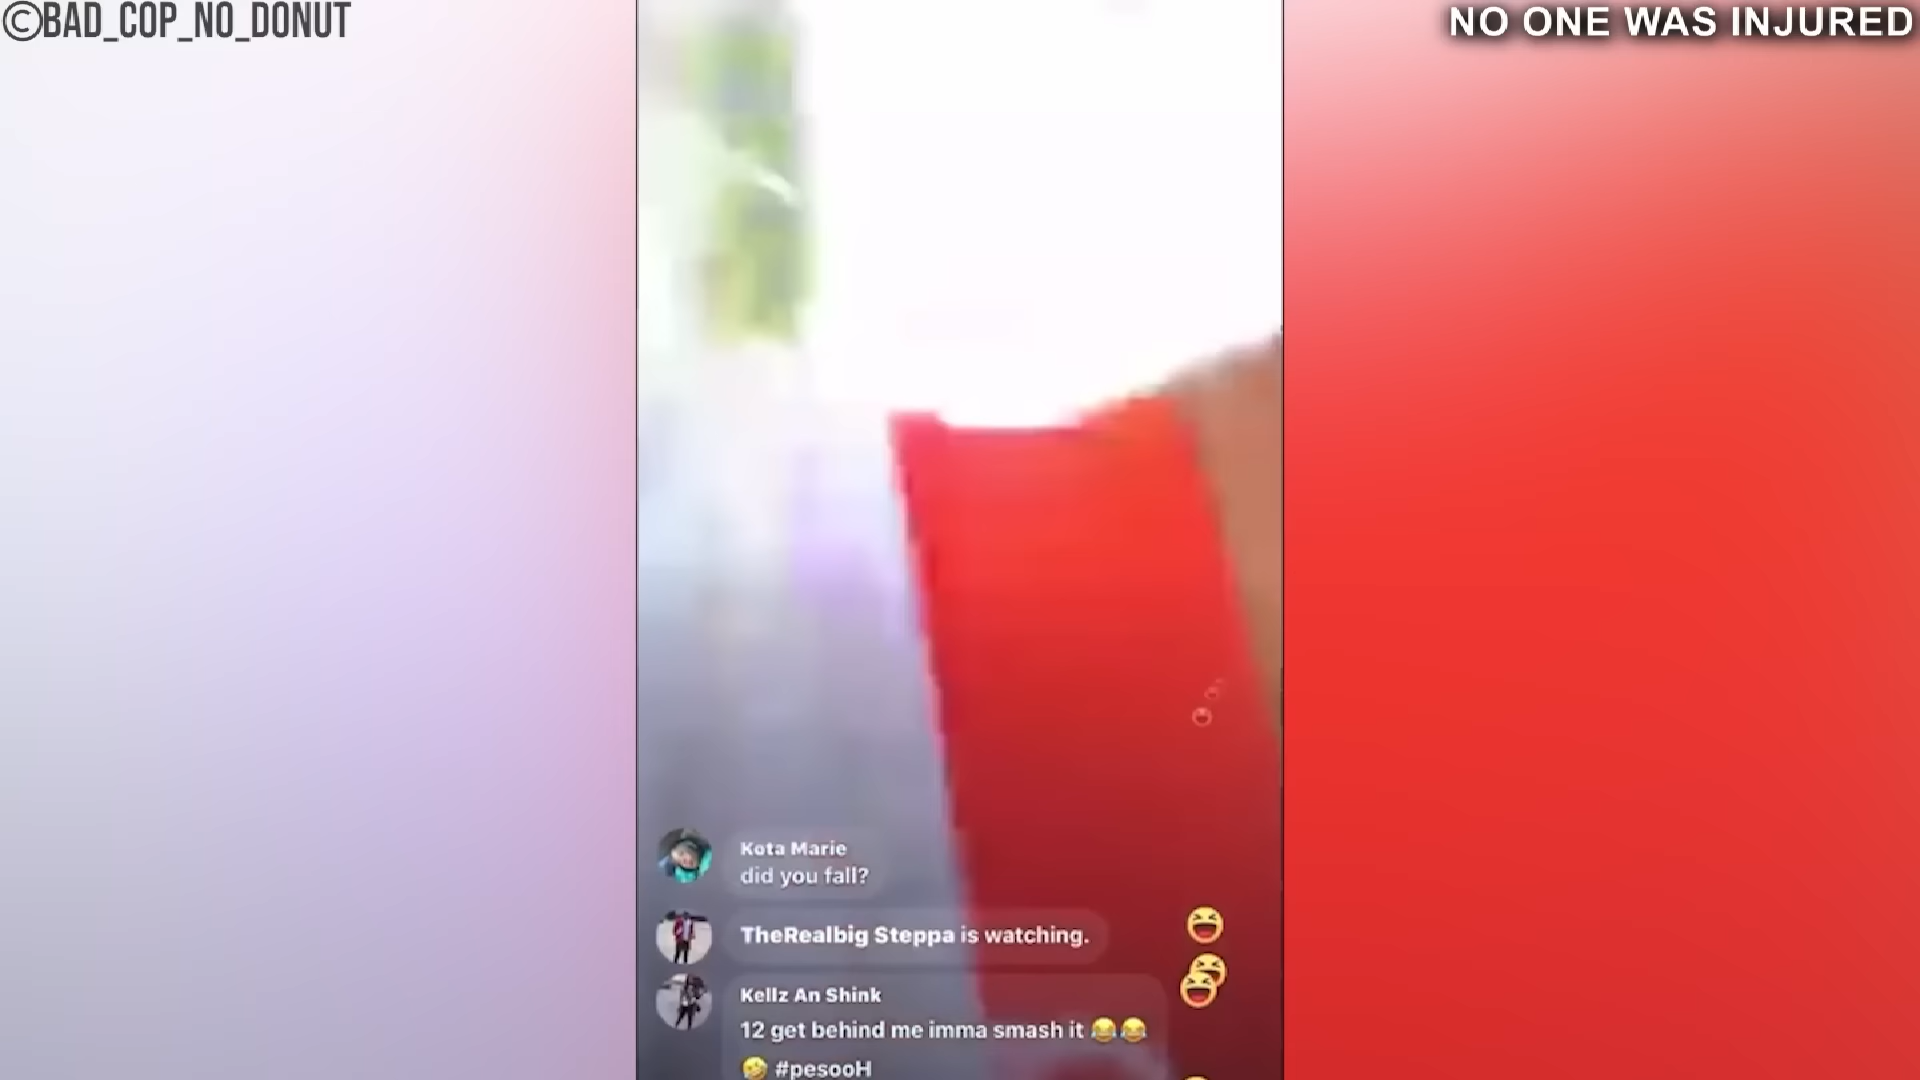 ©BAD_COP_NO_DONUT
NO ONE WAS INJURED
Kota Marie
did you fall?
TheRealbig Steppa is watching.
Kellz An Shink
12 get behind me imma smash it 😂😂
🤣 #pesooH